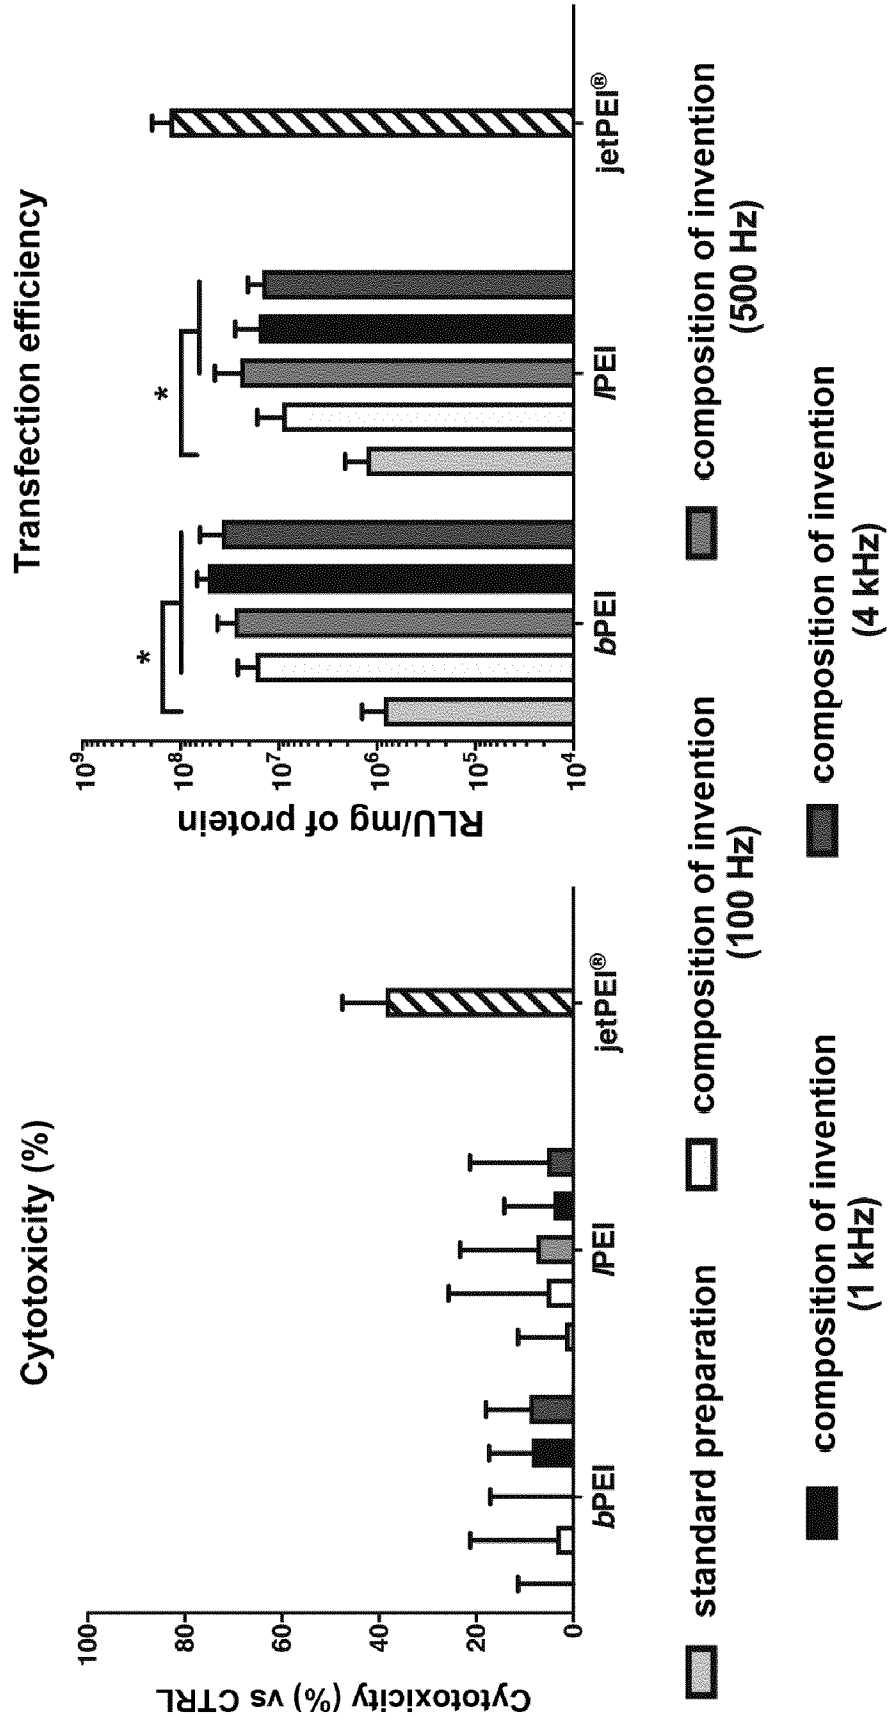 Cytotoxicity (%)
Cytotoxicity (%) vs CTRL
100
80
60
40
20
0
bPEI
lPEI
jetPEI®
Transfection efficiency
RLU/mg of protein
10⁹
10⁸
10⁷
10⁶
10⁵
10⁴
*
*
bPEI
lPEI
jetPEI®
standard preparation
composition of invention
(100 Hz)
composition of invention
(500 Hz)
composition of invention
(1 kHz)
composition of invention
(4 kHz)